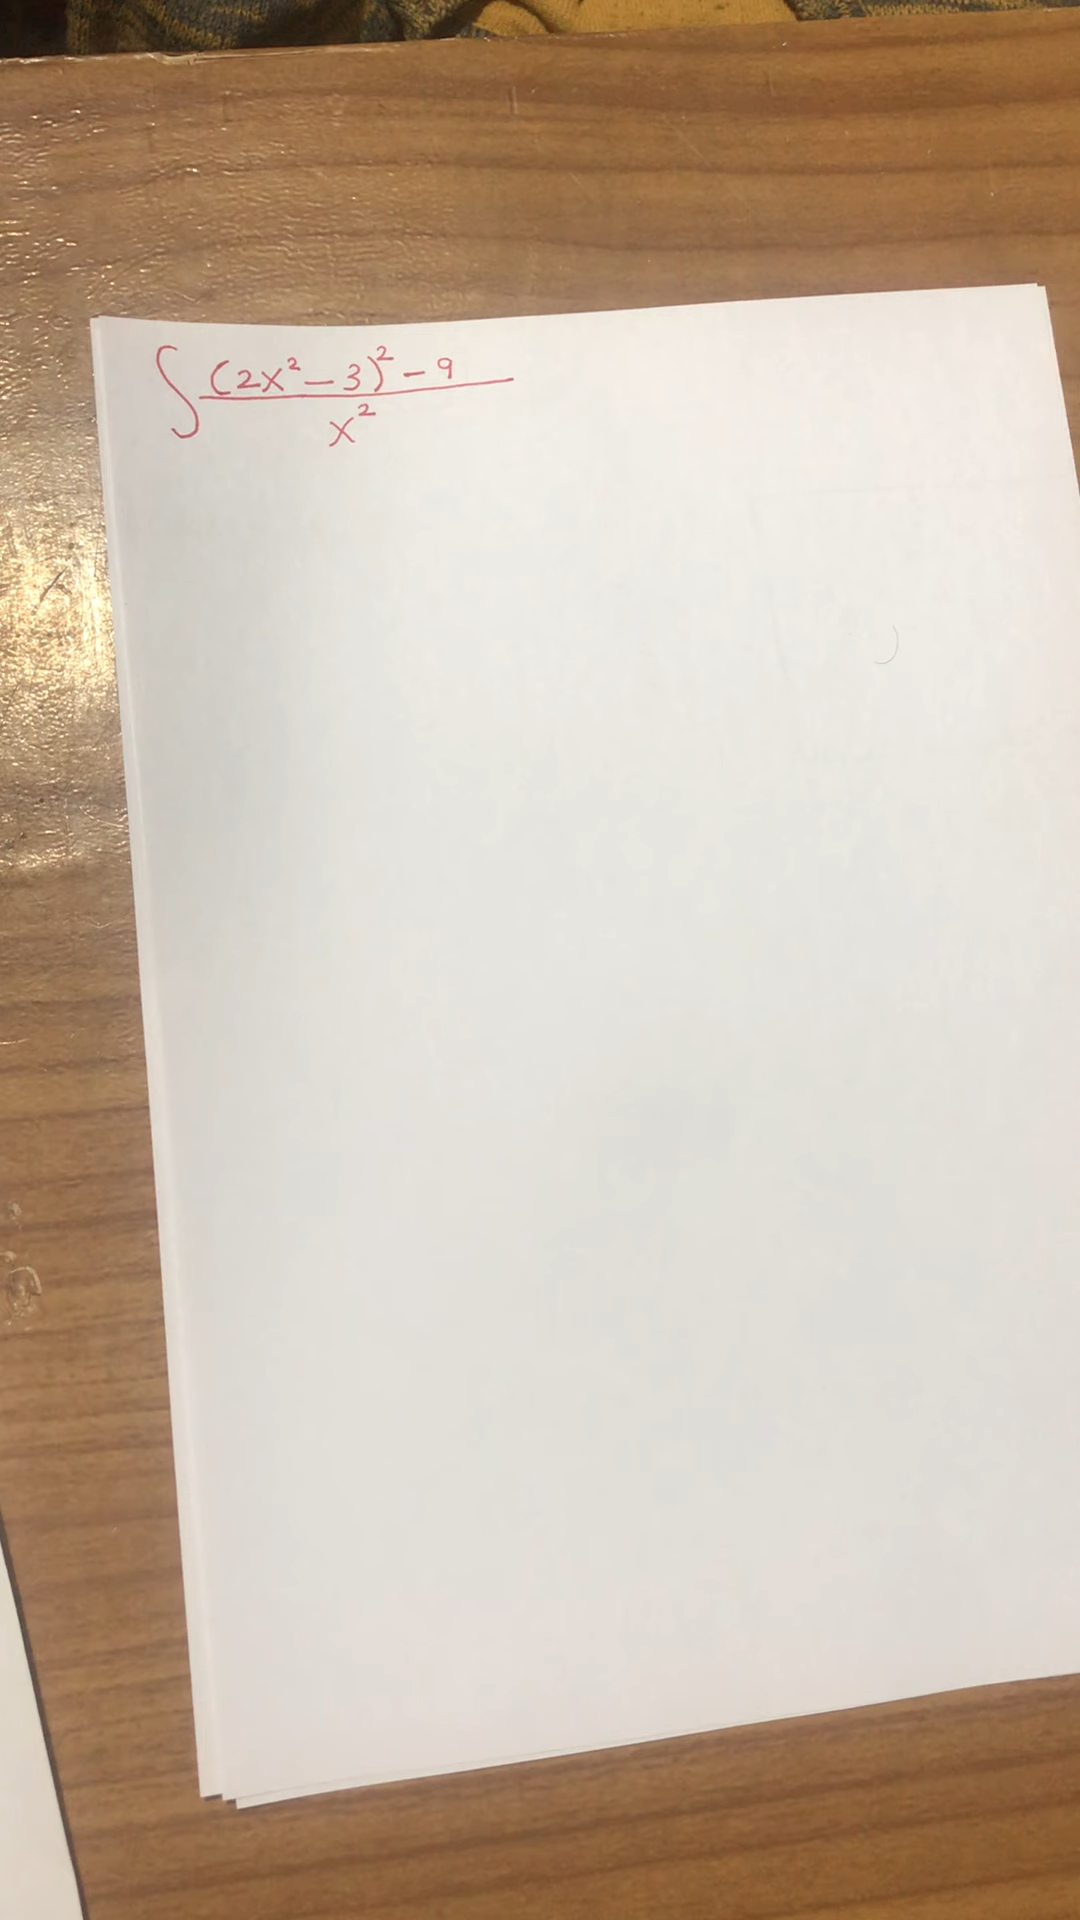 ∫ ((2x² - 3)² - 9) / x²